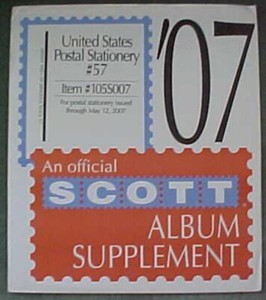 United States
Postal Stationery
#57
Item #105S007
For postal stationery issued
through May 12, 2007
'07
An official
SCOTT
ALBUM
SUPPLEMENT